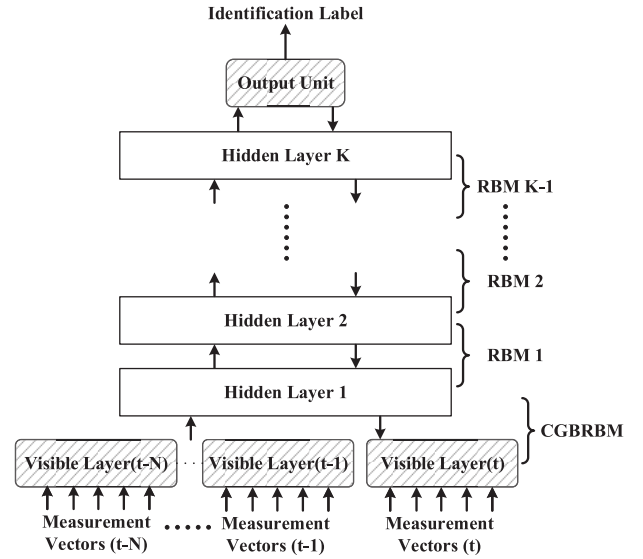 Identification Label
Output Unit
Hidden Layer K
RBM K-1
RBM 2
Hidden Layer 2
RBM 1
Hidden Layer 1
CGBRBM
Visible Layer(t-N) Visible Layer(t-1) Visible Layer(t)
Measurement Measurement Measurement
Vectors (t-N) Vectors (t-1) Vectors (t)